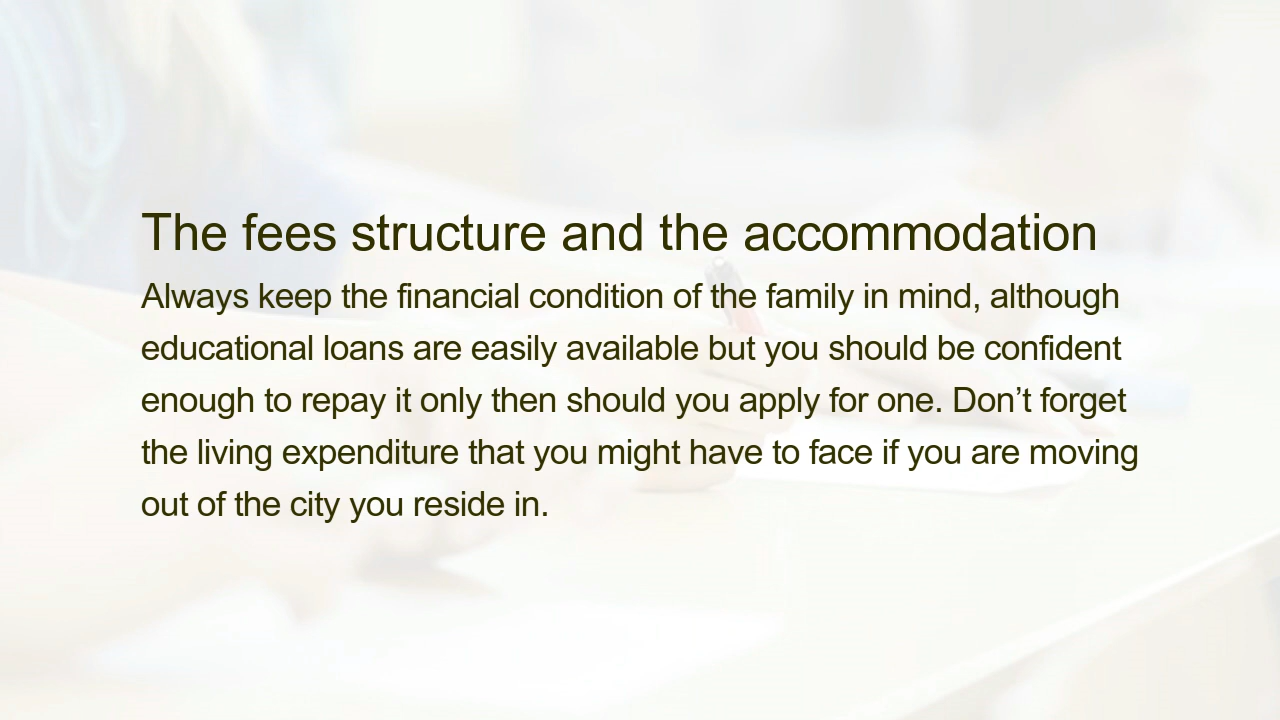 The fees structure and the accommodation
Always keep the financial condition of the family in mind, although
educational loans are easily available but you should be confident
enough to repay it only then should you apply for one. Don’t forget
the living expenditure that you might have to face if you are moving
out of the city you reside in.